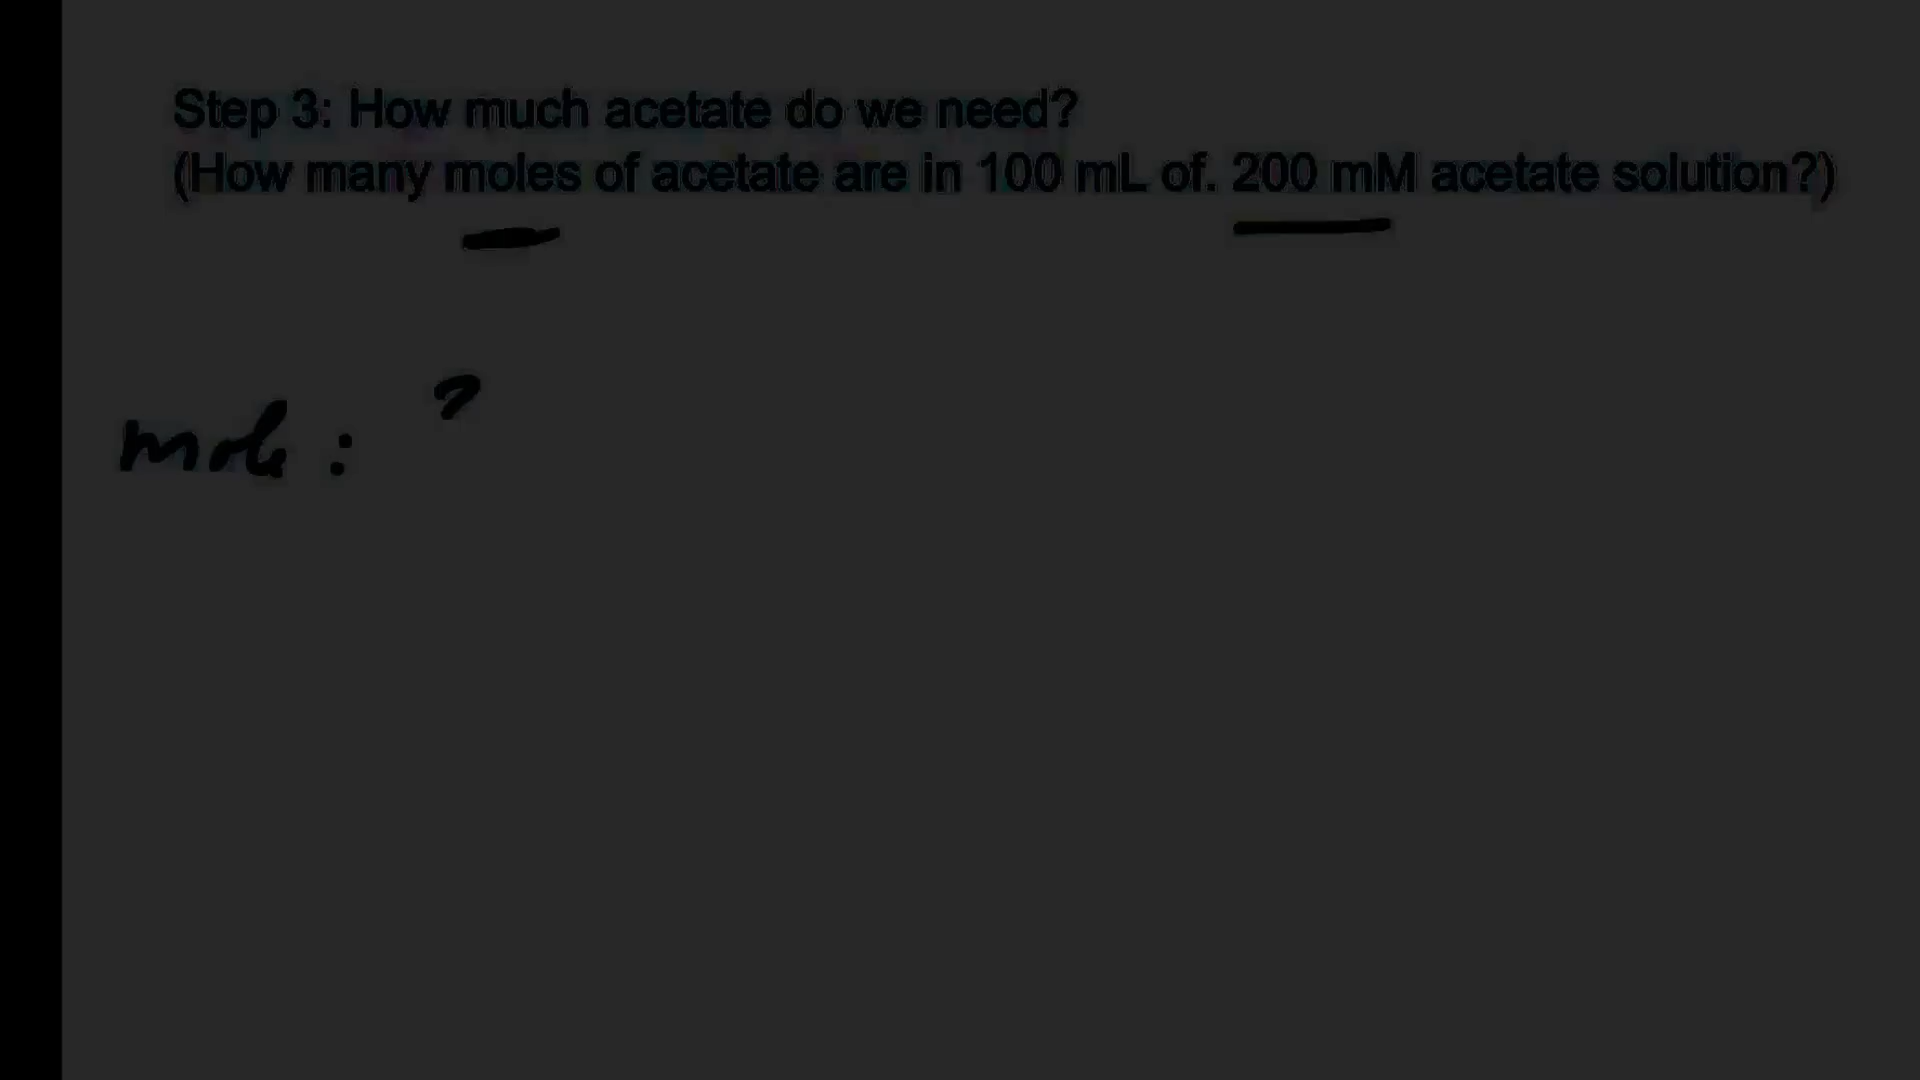 Step 3: How much acetate do we need?
(How many moles of acetate are in 100 mL of. 200 mM acetate solution?)
mole : ?